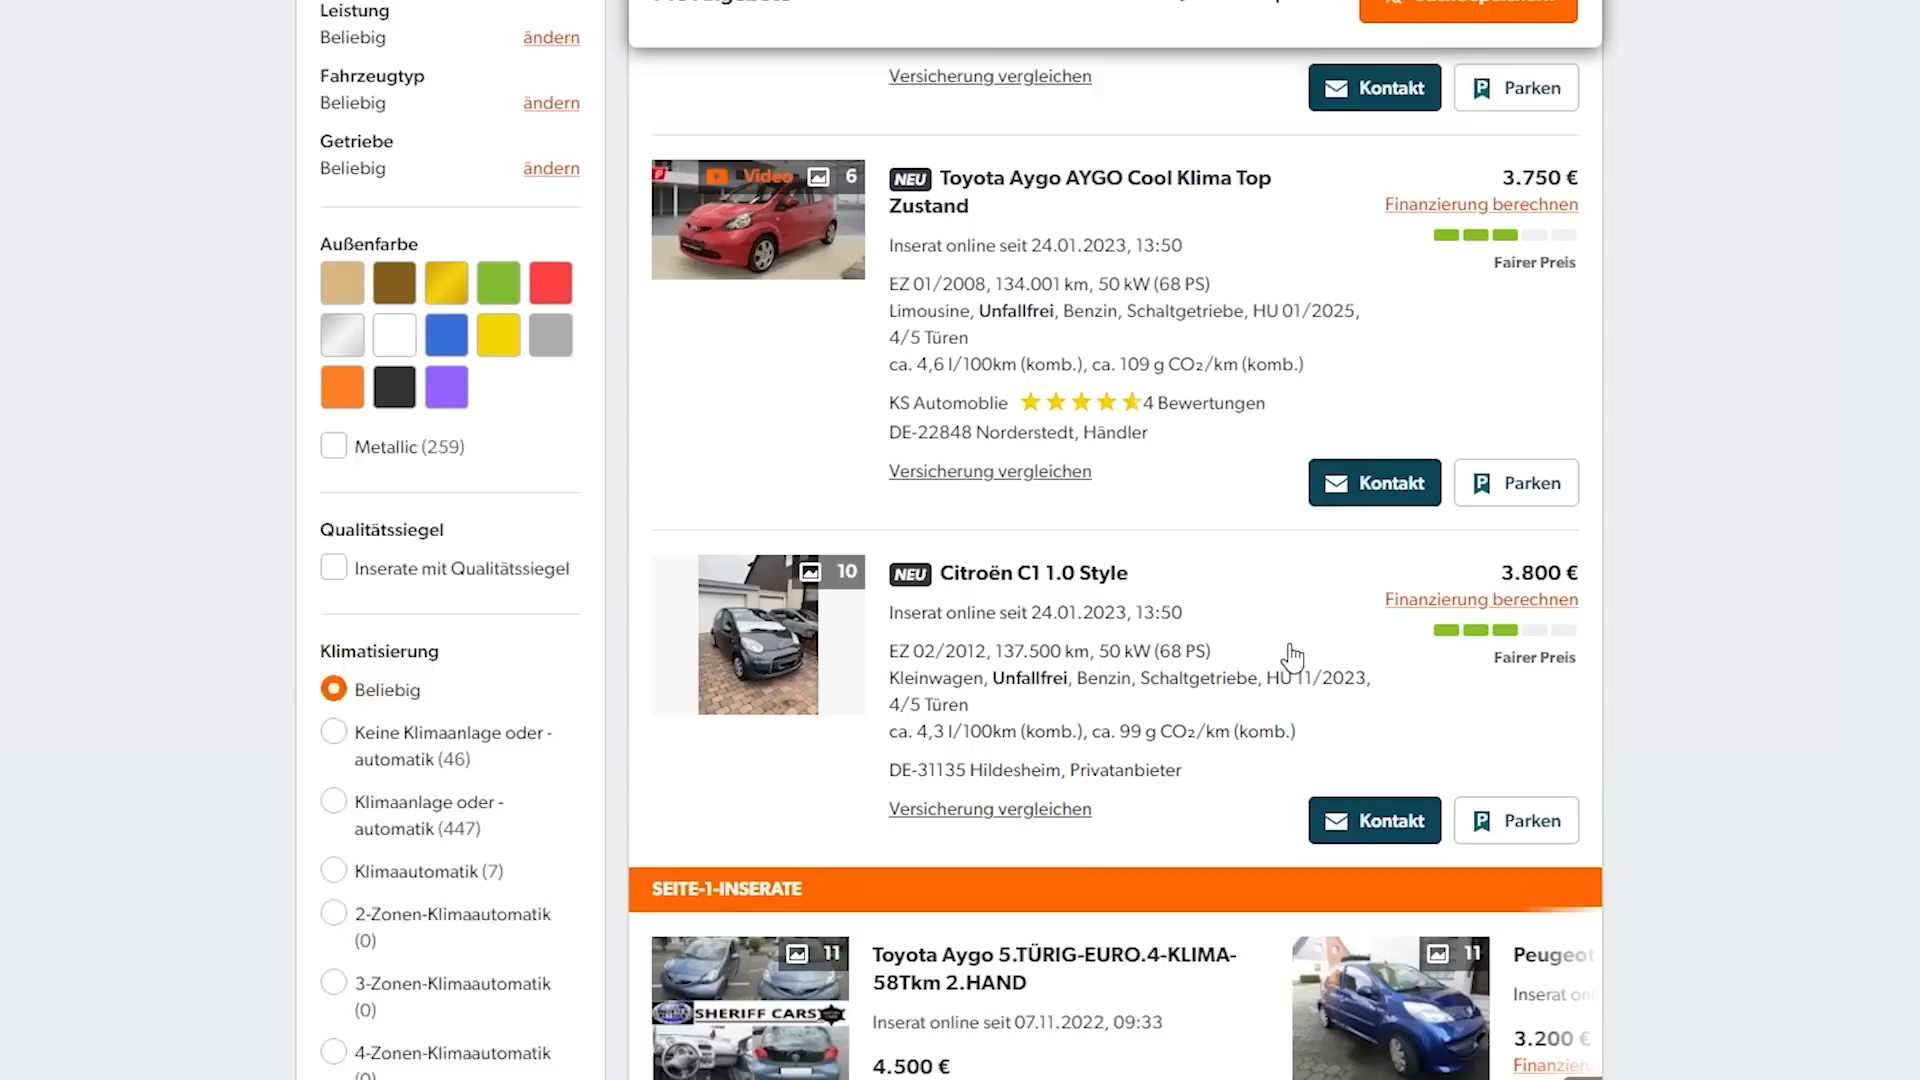 Leistung
Beliebig
ändern
Fahrzeugtyp
Beliebig
ändern
Getriebe
Beliebig
ändern
Außenfarbe
Metallic (259)
Qualitätssiegel
Inserate mit Qualitätssiegel
Klimatisierung
Beliebig
Keine Klimaanlage oder -
automatik (46)
Klimaanlage oder -
automatik (447)
Klimaautomatik (7)
2-Zonen-Klimaautomatik
(0)
3-Zonen-Klimaautomatik
(0)
4-Zonen-Klimaautomatik
Versicherung vergleichen
Kontakt
Parken
Video
6
NEU Toyota Aygo AYGO Cool Klima Top
Zustand
3.750 €
Finanzierung berechnen
Fairer Preis
Inserat online seit 24.01.2023, 13:50
EZ 01/2008, 134.001 km, 50 kW (68 PS)
Limousine, Unfallfrei, Benzin, Schaltgetriebe, HU 01/2025,
4/5 Türen
ca. 4,6 l/100km (komb.), ca. 109 g CO₂/km (komb.)
KS Automoblie 4 Bewertungen
DE-22848 Norderstedt, Händler
Versicherung vergleichen
Kontakt
Parken
10
NEU Citroën C1 1.0 Style
3.800 €
Finanzierung berechnen
Fairer Preis
Inserat online seit 24.01.2023, 13:50
EZ 02/2012, 137.500 km, 50 kW (68 PS)
Kleinwagen, Unfallfrei, Benzin, Schaltgetriebe, HU 11/2023,
4/5 Türen
ca. 4,3 l/100km (komb.), ca. 99 g CO₂/km (komb.)
DE-31135 Hildesheim, Privatanbieter
Versicherung vergleichen
Kontakt
Parken
SEITE-1-INSERATE
11
SHERIFF CARS
Toyota Aygo 5.TÜRIG-EURO.4-KLIMA-
58Tkm 2.HAND
Inserat online seit 07.11.2022, 09:33
4.500 €
11
Peugeot
Inserat onl
3.200 €
Finanzieru